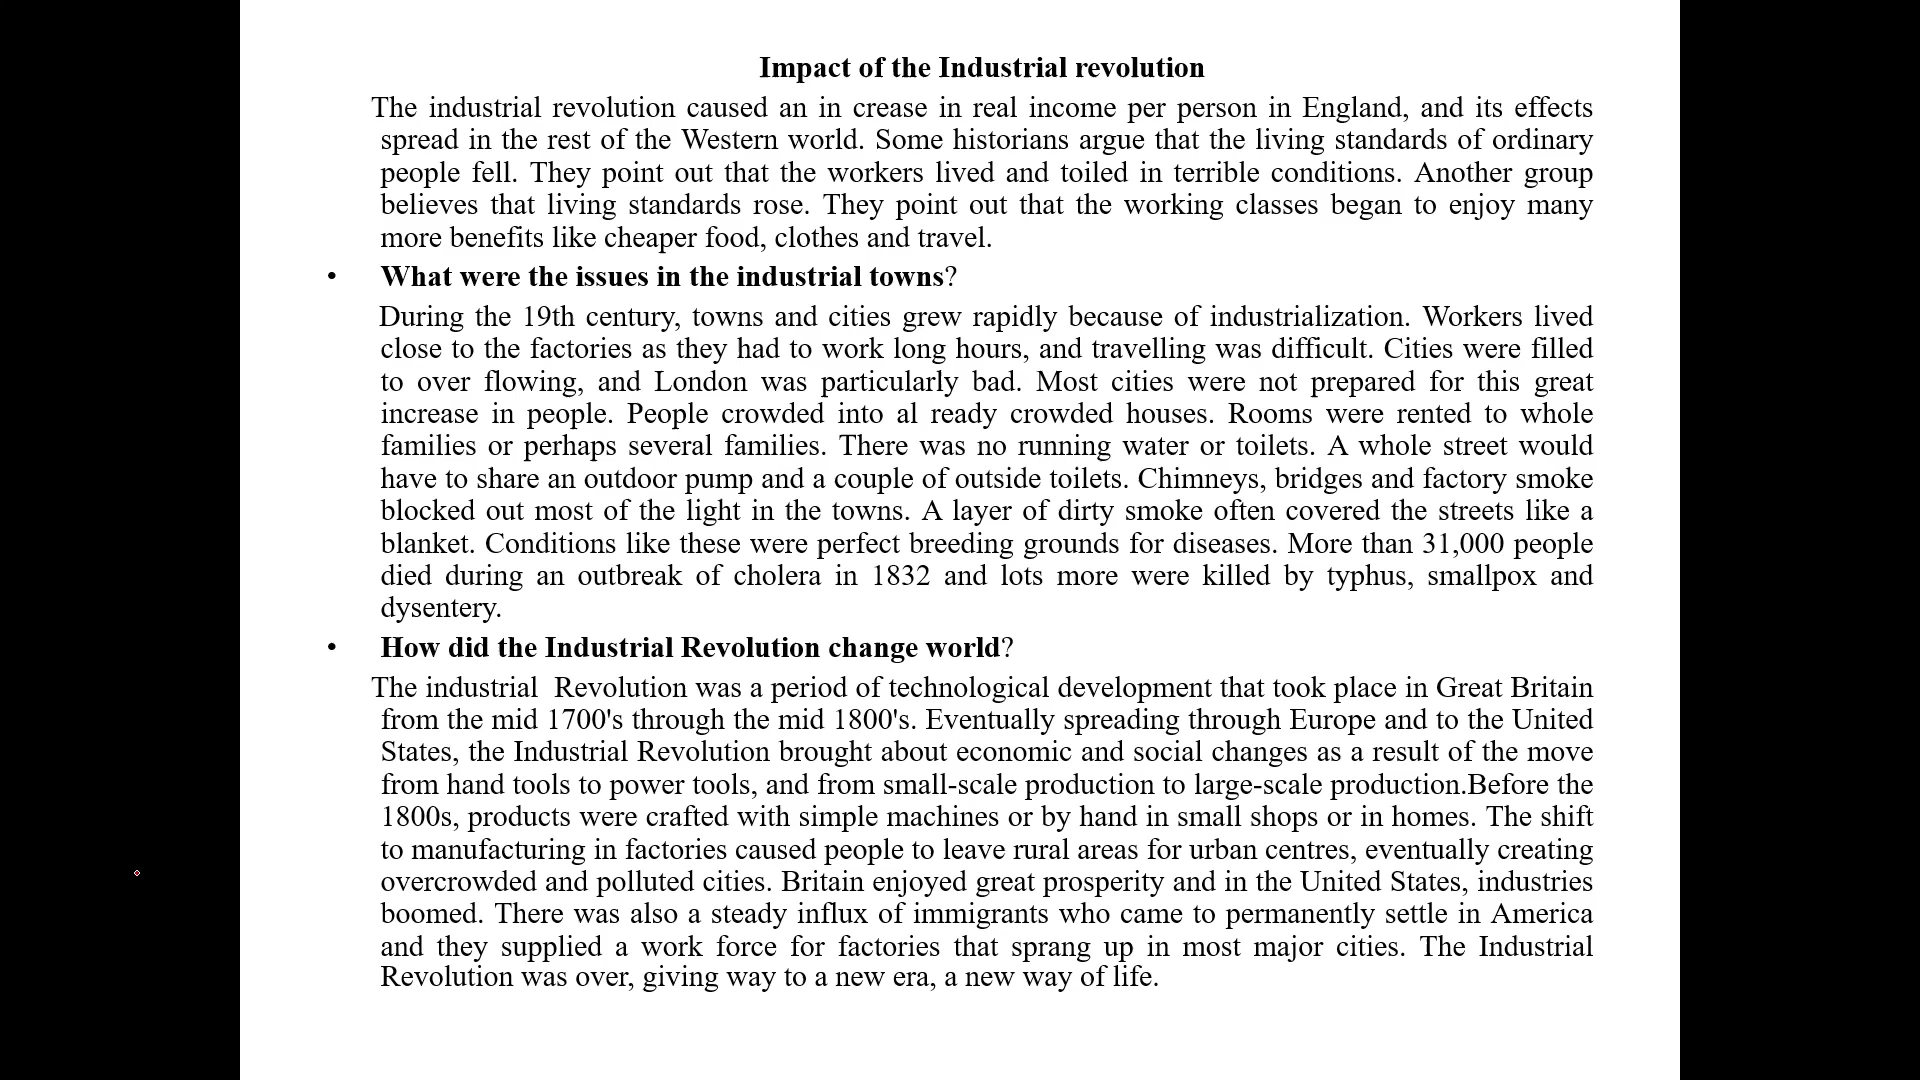 Impact of the Industrial revolution
The industrial revolution caused an in crease in real income per person in England, and its effects
spread in the rest of the Western world. Some historians argue that the living standards of ordinary
people fell. They point out that the workers lived and toiled in terrible conditions. Another group
believes that living standards rose. They point out that the working classes began to enjoy many
more benefits like cheaper food, clothes and travel.
• What were the issues in the industrial towns?
During the 19th century, towns and cities grew rapidly because of industrialization. Workers lived
close to the factories as they had to work long hours, and travelling was difficult. Cities were filled
to over flowing, and London was particularly bad. Most cities were not prepared for this great
increase in people. People crowded into al ready crowded houses. Rooms were rented to whole
families or perhaps several families. There was no running water or toilets. A whole street would
have to share an outdoor pump and a couple of outside toilets. Chimneys, bridges and factory smoke
blocked out most of the light in the towns. A layer of dirty smoke often covered the streets like a
blanket. Conditions like these were perfect breeding grounds for diseases. More than 31,000 people
died during an outbreak of cholera in 1832 and lots more were killed by typhus, smallpox and
dysentery.
• How did the Industrial Revolution change world?
The industrial  Revolution was a period of technological development that took place in Great Britain
from the mid 1700's through the mid 1800's. Eventually spreading through Europe and to the United
States, the Industrial Revolution brought about economic and social changes as a result of the move
from hand tools to power tools, and from small-scale production to large-scale production.Before the
1800s, products were crafted with simple machines or by hand in small shops or in homes. The shift
to manufacturing in factories caused people to leave rural areas for urban centres, eventually creating
overcrowded and polluted cities. Britain enjoyed great prosperity and in the United States, industries
boomed. There was also a steady influx of immigrants who came to permanently settle in America
and they supplied a work force for factories that sprang up in most major cities. The Industrial
Revolution was over, giving way to a new era, a new way of life.